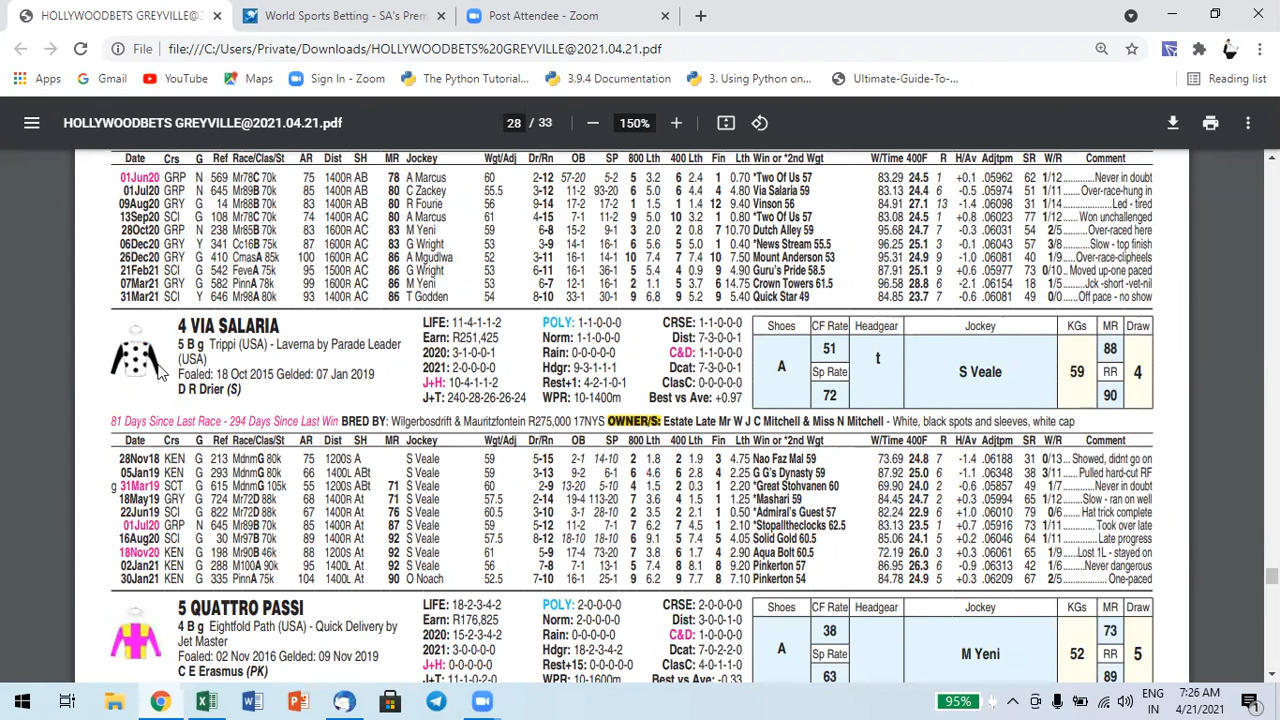 HOLLYWOODBETS GREYVILLE@2021
World Sports Betting - SA's Premi
Post Attendee - Zoom
File
file:///C:/Users/Private/Downloads/HOLLYWOODBETS%20GREYVILLE@2021.04.21.pdf
Apps Gmail YouTube Maps Sign In - Zoom The Python Tutorial... 3.9.4 Documentation 3. Using Python on... Ultimate-Guide-To-... Reading list
HOLLYWOODBETS GREYVILLE@2021.04.21.pdf 28 / 33 150%
Date Crs G Ref Race/Clas/St AR Dist SH MR Jockey Wgt/Adj Dr/Rn OB SP 800 Lth 400 Lth Fin Lth Win or *2nd Wgt W/Time 400F R H/Av Adjtpm SR W/R Comment
01Jun20 GRP N 569 Mr78C 70k 75 1400R AB 78 A Marcus 60 2-12 57-20 5-2 5 3.2 6 2.4 1 0.70 *Two Of Us 57 83.29 24.5 1 +0.1 .05962 62 1/12 ......Never in doubt
01Jul20 GRP N 645 Mr89B 70k 85 1400R AB 80 C Zackey 55.5 3-12 11-2 93-20 6 5.8 6 2.4 5 4.40 Via Salaria 59 83.13 24.4 6 -0.5 .05974 51 1/11 ....Over-race-hung in
09Aug20 GRY G 14 Mr88B 70k 83 1400R AB 80 R Fourie 56 9-14 17-2 17-2 1 1.5 1 1.4 12 9.40 Vinson 56 84.91 27.1 13 -1.4 .06098 31 1/14 .........Led - tired
13Sep20 SCI G 108 Mr78C 70k 74 1400R AB 80 A Marcus 61 4-15 7-1 11-2 9 5.0 10 3.2 1 0.80 *Two Of Us 57 83.08 24.5 1 +0.8 .06023 77 1/12 ....Won unchallenged
28Oct20 GRP N 238 Mr85B 70k 85 1600R AC 83 M Yeni 59 6-8 15-2 9-1 3 2.0 2 0.8 7 10.70 Dutch Alley 59 95.68 24.7 7 -0.3 .06031 54 2/5 .......Over-raced here
06Dec20 GRY Y 341 Cc16B 75k 87 1600R AC 83 G Wright 53 3-9 14-1 16-1 6 5.6 5 5.0 1 0.40 *News Stream 55.5 96.25 25.1 3 -0.1 .06043 57 3/8 ......Slow - top finish
26Dec20 GRY G 410 CmasA 85k 100 1600R AC 86 A Mgudlwa 52 3-11 16-1 14-1 10 7.4 7 7.4 7 10.50 Mount Anderson 53 95.31 24.9 9 -1.0 .06081 40 1/9 ....Over-race-clipheels
21Feb21 SCI G 542 FeveA 75k 98 1500R AC 86 G Wright 53 6-11 16-1 36-1 5 5.4 4 0.9 9 4.90 Guru's Pride 58.5 87.91 25.1 9 +0.6 .05977 73 0/10 .. Moved up-one paced
07Mar21 GRY G 582 PinnA 78k 99 1600R AC 86 M Yeni 53 6-8 12-1 16-1 2 1.1 5 3.7 6 14.75 Crown Towers 61.5 96.58 28.8 6 -2.1 .06154 18 1/5 ......Jck -short -vet-nil
31Mar21 SCI Y 646 Mr98A 80k 93 1400R AC 86 T Godden 54 8-10 33-1 30-1 9 6.8 9 5.2 9 5.40 Quick Star 49 84.85 23.7 7 -0.6 .06081 49 0/0 ....Off pace - no show
4 VIA SALARIA
5 B g Trippi (USA) - Laverna by Parade Leader
(USA)
Foaled: 18 Oct 2015 Gelded: 07 Jan 2019
D R Drier (S)
LIFE: 11-4-1-1-2 POLY: 1-1-0-0-0 CRSE: 1-1-0-0-0
Earn: R251,425 Norm: 1-1-0-0-0 Dist: 7-3-0-0-1
2020: 3-1-0-0-1 Rain: 0-0-0-0-0 C&D: 1-1-0-0-0
2021: 2-0-0-0-0 Hdgr: 9-3-1-1-1 Dcat: 7-3-0-0-1
J+H: 10-4-1-1-2 Rest+1: 4-2-1-0-1 ClasC: 0-0-0-0-0
J+T: 240-28-26-26-24 WPR: 10-1400m Best vs Ave: +0.97
Shoes CF Rate Headgear Jockey KGs MR Draw
A 51 t S Veale 59 88 4
Sp Rate RR
72 90
81 Days Since Last Race - 294 Days Since Last Win BRED BY: Wilgerbosdrift & Mauritzfontein R275,000 17NYS OWNER/S: Estate Late Mr W J C Mitchell & Miss N Mitchell - White, black spots and sleeves, white cap
Date Crs G Ref Race/Clas/St AR Dist SH MR Jockey Wgt/Adj Dr/Rn OB SP 800 Lth 400 Lth Fin Lth Win or *2nd Wgt W/Time 400F R H/Av Adjtpm SR W/R Comment
28Nov18 KEN G 213 MdnmG 80k 75 1200S A S Veale 59 5-15 2-1 14-10 2 1.8 2 1.9 3 4.75 Nao Faz Mal 59 73.69 24.8 7 -1.4 .06188 31 0/13 ..Showed, didnt go on
05Jan19 KEN G 273 MdnmG 80k 66 1400L ABt S Veale 59 3-13 9-2 6-1 6 4.6 6 2.8 4 2.25 G G's Dynasty 59 87.92 25.0 6 -1.1 .06348 38 3/11 .....Pulled hard-cut RF
g 31Mar19 SCT G 615 MdnmG 105k 55 1200S ABt 71 S Veale 59 2-9 13-20 5-10 4 1.5 2 0.3 1 2.20 *Great Stohvanen 60 69.90 24.0 2 -0.6 .05857 49 1/7 .............Won well
18May19 GRY G 724 Mr72D 88k 68 1400R At 71 S Veale 57.5 2-14 19-4 113-20 7 3.6 4 1.5 1 1.25 *Mashari 59 84.45 24.7 2 +0.3 .05994 65 1/12 .....Slow - ran on well
22Jun19 SCI G 822 Mr72D 88k 67 1400R At 76 S Veale 60.5 3-10 3-1 28-10 2 3.5 2 1.1 1 0.50 *Admiral's Guest 57 82.24 22.9 2 +1.0 .06010 79 0/6 ......Hat trick complete
01Jul20 GRP N 645 Mr89B 70k 85 1400R At 87 S Veale 59 5-12 11-2 7-1 7 6.2 4 1.5 1 2.10 *Stopalltheclocks 62.5 83.13 23.5 1 +0.7 .05916 73 1/11 .........Took over late
16Aug20 SCI G 30 Mr97B 70k 89 1400R At 92 S Veale 57.5 8-12 18-10 18-10 8 6.1 7 5.4 4 4.05 Solid Gold 60.5 85.06 24.1 5 +0.2 .06046 64 1/11 ..........Late progress
18Nov20 KEN G 198 Mr90B 46k 88 1200S At 92 S Veale 61 5-9 17-4 73-20 7 3.8 6 1.7 4 2.90 Aqua Bolt 60.5 73.19 26.0 3 -0.1 .06151 65 1/9 ....Lost 1L - stayed on
02Jan21 KEN G 288 M100A 90k 95 1400L At 92 S Veale 56 7-8 7-1 13-1 5 7.4 8 8.1 8 9.20 Pinkerton 57 86.95 26.3 6 -0.9 .06313 42 1/6 .......Never dangerous
30Jan21 KEN G 335 PinnA 75k 104 1400L At 90 O Noach 52.5 7-10 16-1 25-1 9 6.2 9 7.7 8 7.10 Pinkerton 54 84.78 24.9 5 +0.3 .06209 67 2/5 .............One-paced
5 QUATTRO PASSI
4 B g Eightfold Path (USA) - Quick Delivery by
Jet Master
Foaled: 02 Nov 2016 Gelded: 09 Nov 2019
C E Erasmus (PK)
LIFE: 18-2-3-4-2 POLY: 2-0-0-0-0 CRSE: 2-0-0-0-0
Earn: R176,825 Norm: 2-0-0-0-0 Dist: 3-0-0-1-0
2020: 15-2-3-4-2 Rain: 0-0-0-0-0 C&D: 1-0-0-0-0
2021: 3-0-0-0-0 Hdgr: 18-2-3-4-2 Dcat: 7-0-2-2-0
J+H: 0-0-0-0-0 Rest+15: 0-0-0-0-0 ClasC: 4-0-1-1-0
J+T: 11-1-0-2-0 WPR: 10-1600m Best vs Ave: -0.33
Shoes CF Rate Headgear Jockey KGs MR Draw
A 38 M Yeni 52 73 5
Sp Rate RR
63 89
95% ENG IN 7:26 AM 4/21/2021